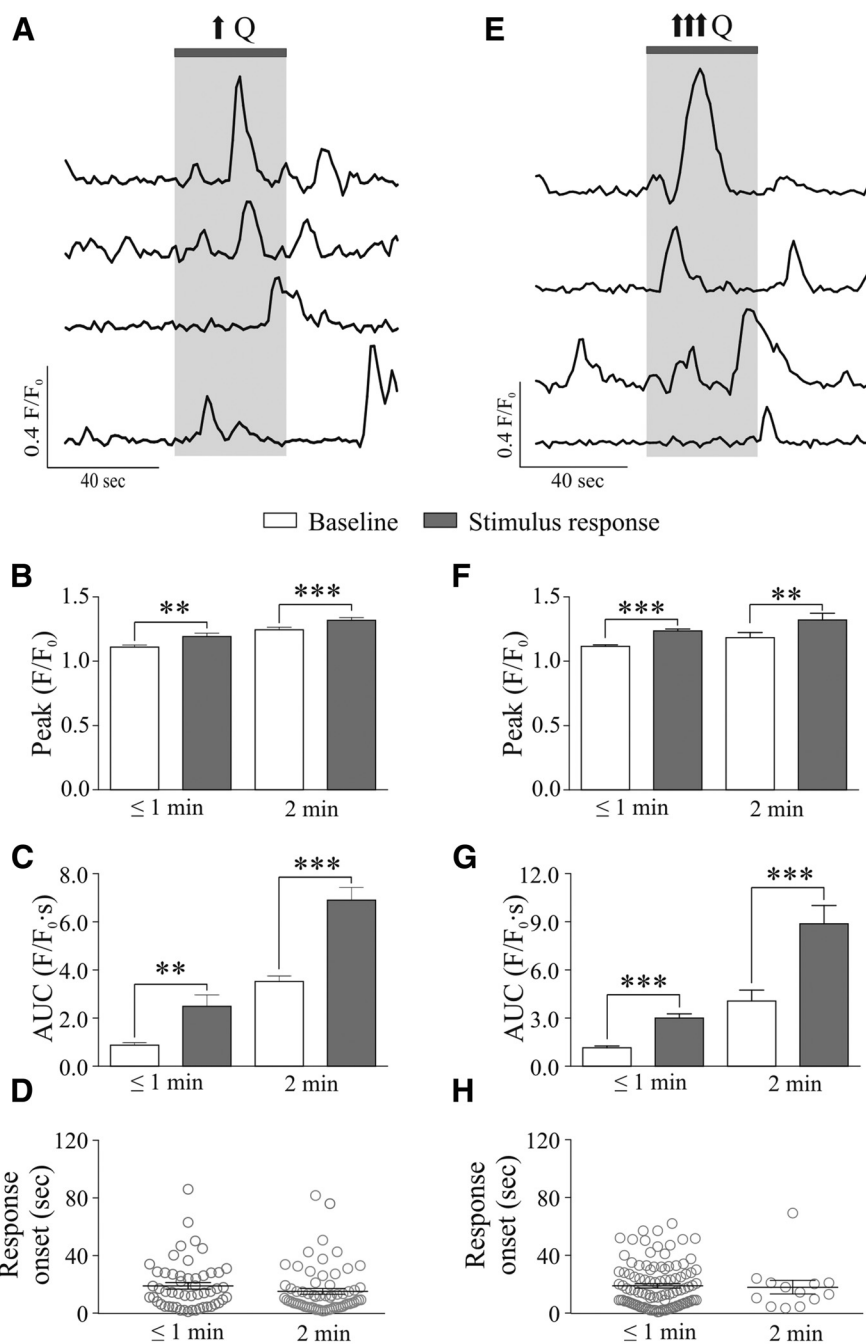 A
Q
0.4 F/F0
40 sec
E
Q
0.4 F/F0
40 sec
Baseline
Stimulus response
B
Peak (F/F0)
1.5
1.0
0.5
0.0
**
***
≤ 1 min
2 min
F
Peak (F/F0)
1.5
1.0
0.5
0.0
***
**
≤ 1 min
2 min
C
AUC (F/F0·s)
8.0
6.0
4.0
2.0
0.0
**
***
≤ 1 min
2 min
G
AUC (F/F0·s)
12.0
9.0
6.0
3.0
0.0
***
***
≤ 1 min
2 min
D
Response
onset (sec)
120
80
40
0
≤ 1 min
2 min
H
Response
onset (sec)
120
80
40
0
≤ 1 min
2 min